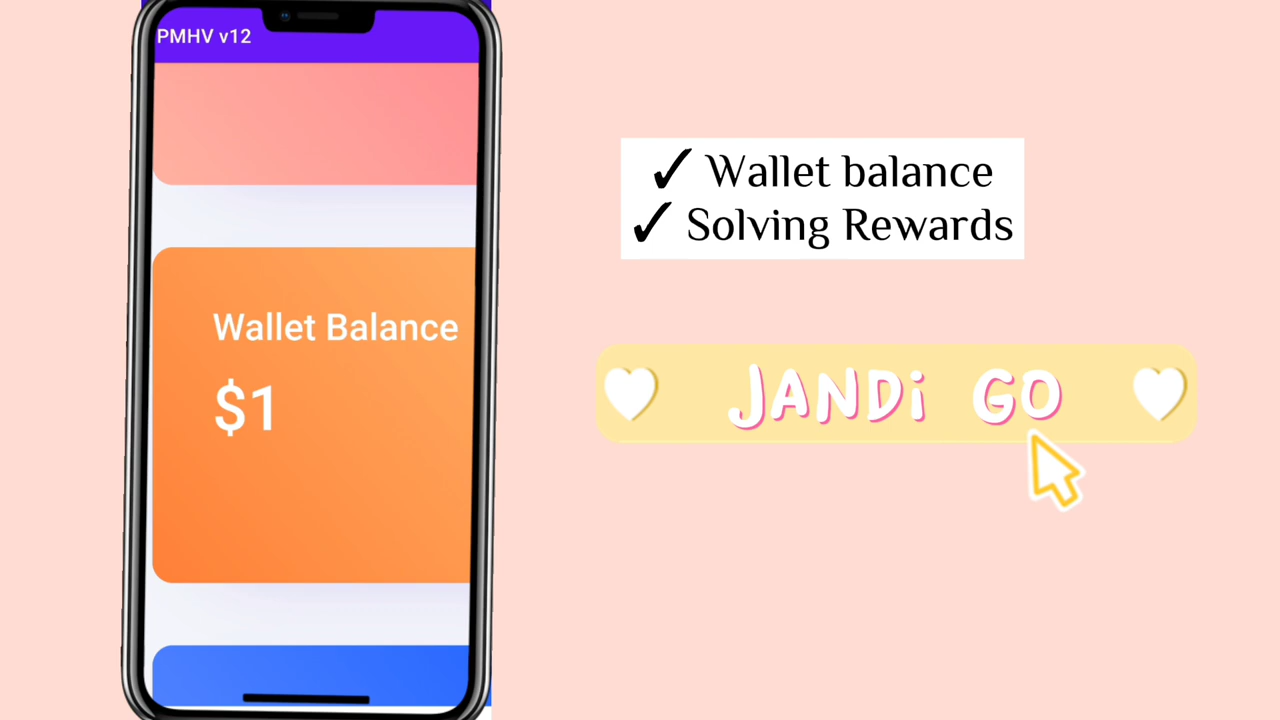 PMHV v12
Wallet Balance
$1
✓ Wallet balance
✓ Solving Rewards
JANDi GO